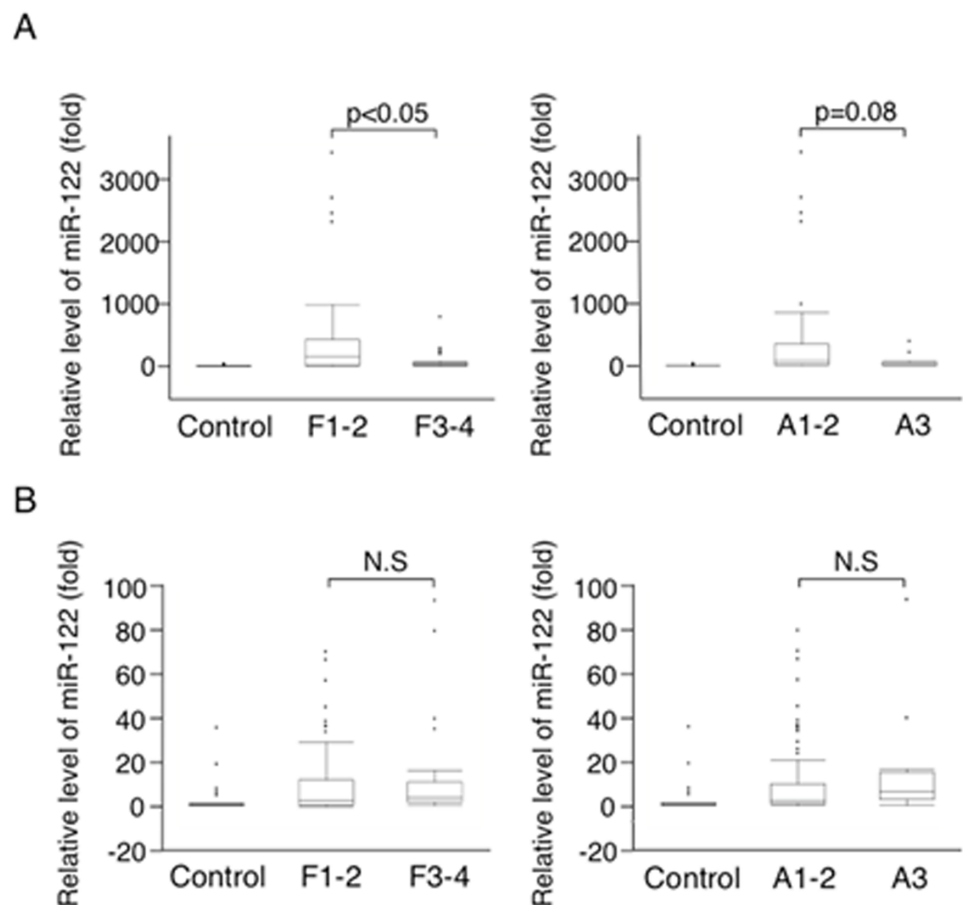 A
Relative level of miR-122 (fold)
p<0.05
3000
2000
1000
0
Control F1-2 F3-4
Relative level of miR-122 (fold)
p=0.08
3000
2000
1000
0
Control A1-2 A3
B
Relative level of miR-122 (fold)
N.S
100
80
60
40
20
0
-20
Control F1-2 F3-4
Relative level of miR-122 (fold)
N.S
100
80
60
40
20
0
-20
Control A1-2 A3